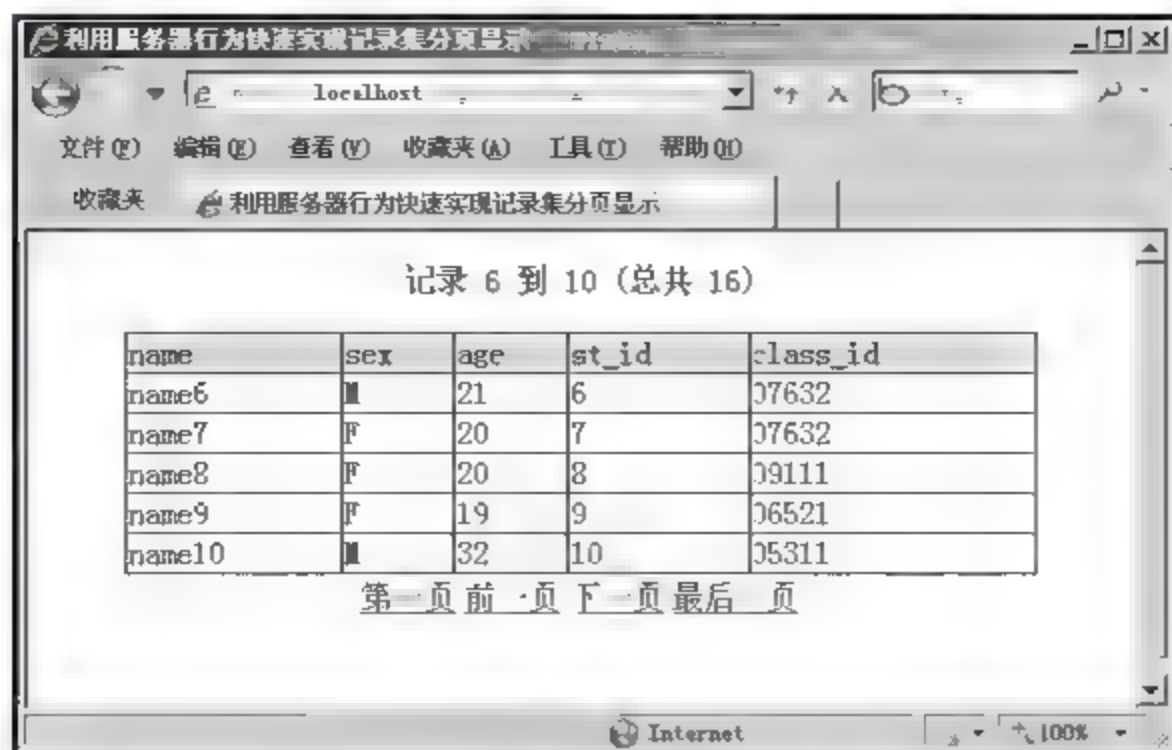 利用服务器行为快速实现记录集分页显示
localhost
文件(F) 编辑(E) 查看(V) 收藏夹(A) 工具(T) 帮助(H)
收藏夹 利用服务器行为快速实现记录集分页显示
记录 6 到 10 (总共 16)
name sex age st_id class_id
name6 M 21 6 07632
name7 F 20 7 07632
name8 F 20 8 09111
name9 F 19 9 06521
name10 M 32 10 05311
第一页 前一页 下一页 最后一页
Internet 100%